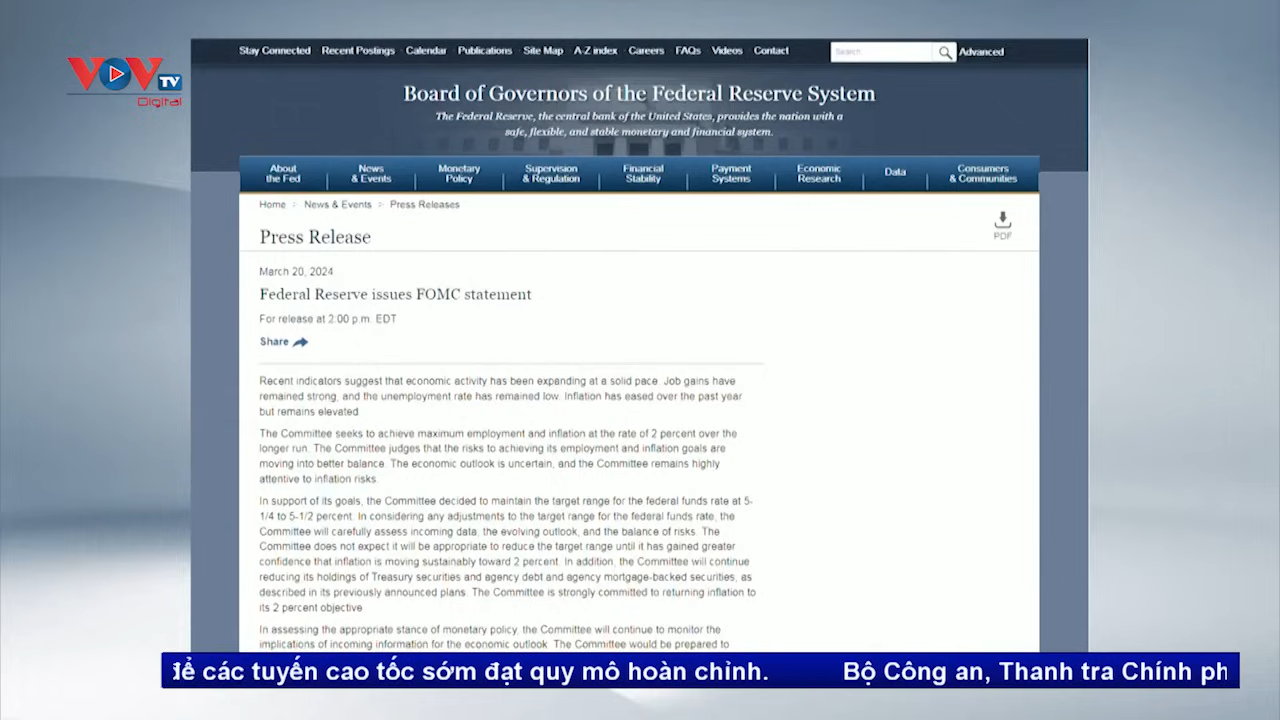 Stay Connected Recent Postings Calendar Publications Site Map A-Z index Careers FAQs Videos Contact Search Advanced
VOV TV
Digital
Board of Governors of the Federal Reserve System
The Federal Reserve, the central bank of the United States, provides the nation with a
safe, flexible, and stable monetary and financial system.
About
the Fed
News
& Events
Monetary
Policy
Supervision
& Regulation
Financial
Stability
Payment
Systems
Economic
Research
Data
Consumers
& Communities
Home > News & Events > Press Releases
Press Release
PDF
March 20, 2024
Federal Reserve issues FOMC statement
For release at 2:00 p.m. EDT
Share
Recent indicators suggest that economic activity has been expanding at a solid pace. Job gains have
remained strong, and the unemployment rate has remained low. Inflation has eased over the past year
but remains elevated.
The Committee seeks to achieve maximum employment and inflation at the rate of 2 percent over the
longer run. The Committee judges that the risks to achieving its employment and inflation goals are
moving into better balance. The economic outlook is uncertain, and the Committee remains highly
attentive to inflation risks.
In support of its goals, the Committee decided to maintain the target range for the federal funds rate at 5-
1/4 to 5-1/2 percent. In considering any adjustments to the target range for the federal funds rate, the
Committee will carefully assess incoming data, the evolving outlook, and the balance of risks. The
Committee does not expect it will be appropriate to reduce the target range until it has gained greater
confidence that inflation is moving sustainably toward 2 percent. In addition, the Committee will continue
reducing its holdings of Treasury securities and agency debt and agency mortgage-backed securities, as
described in its previously announced plans. The Committee is strongly committed to returning inflation to
its 2 percent objective.
In assessing the appropriate stance of monetary policy, the Committee will continue to monitor the
implications of incoming information for the economic outlook. The Committee would be prepared to
để các tuyến cao tốc sớm đạt quy mô hoàn chỉnh. Bộ Công an, Thanh tra Chính ph